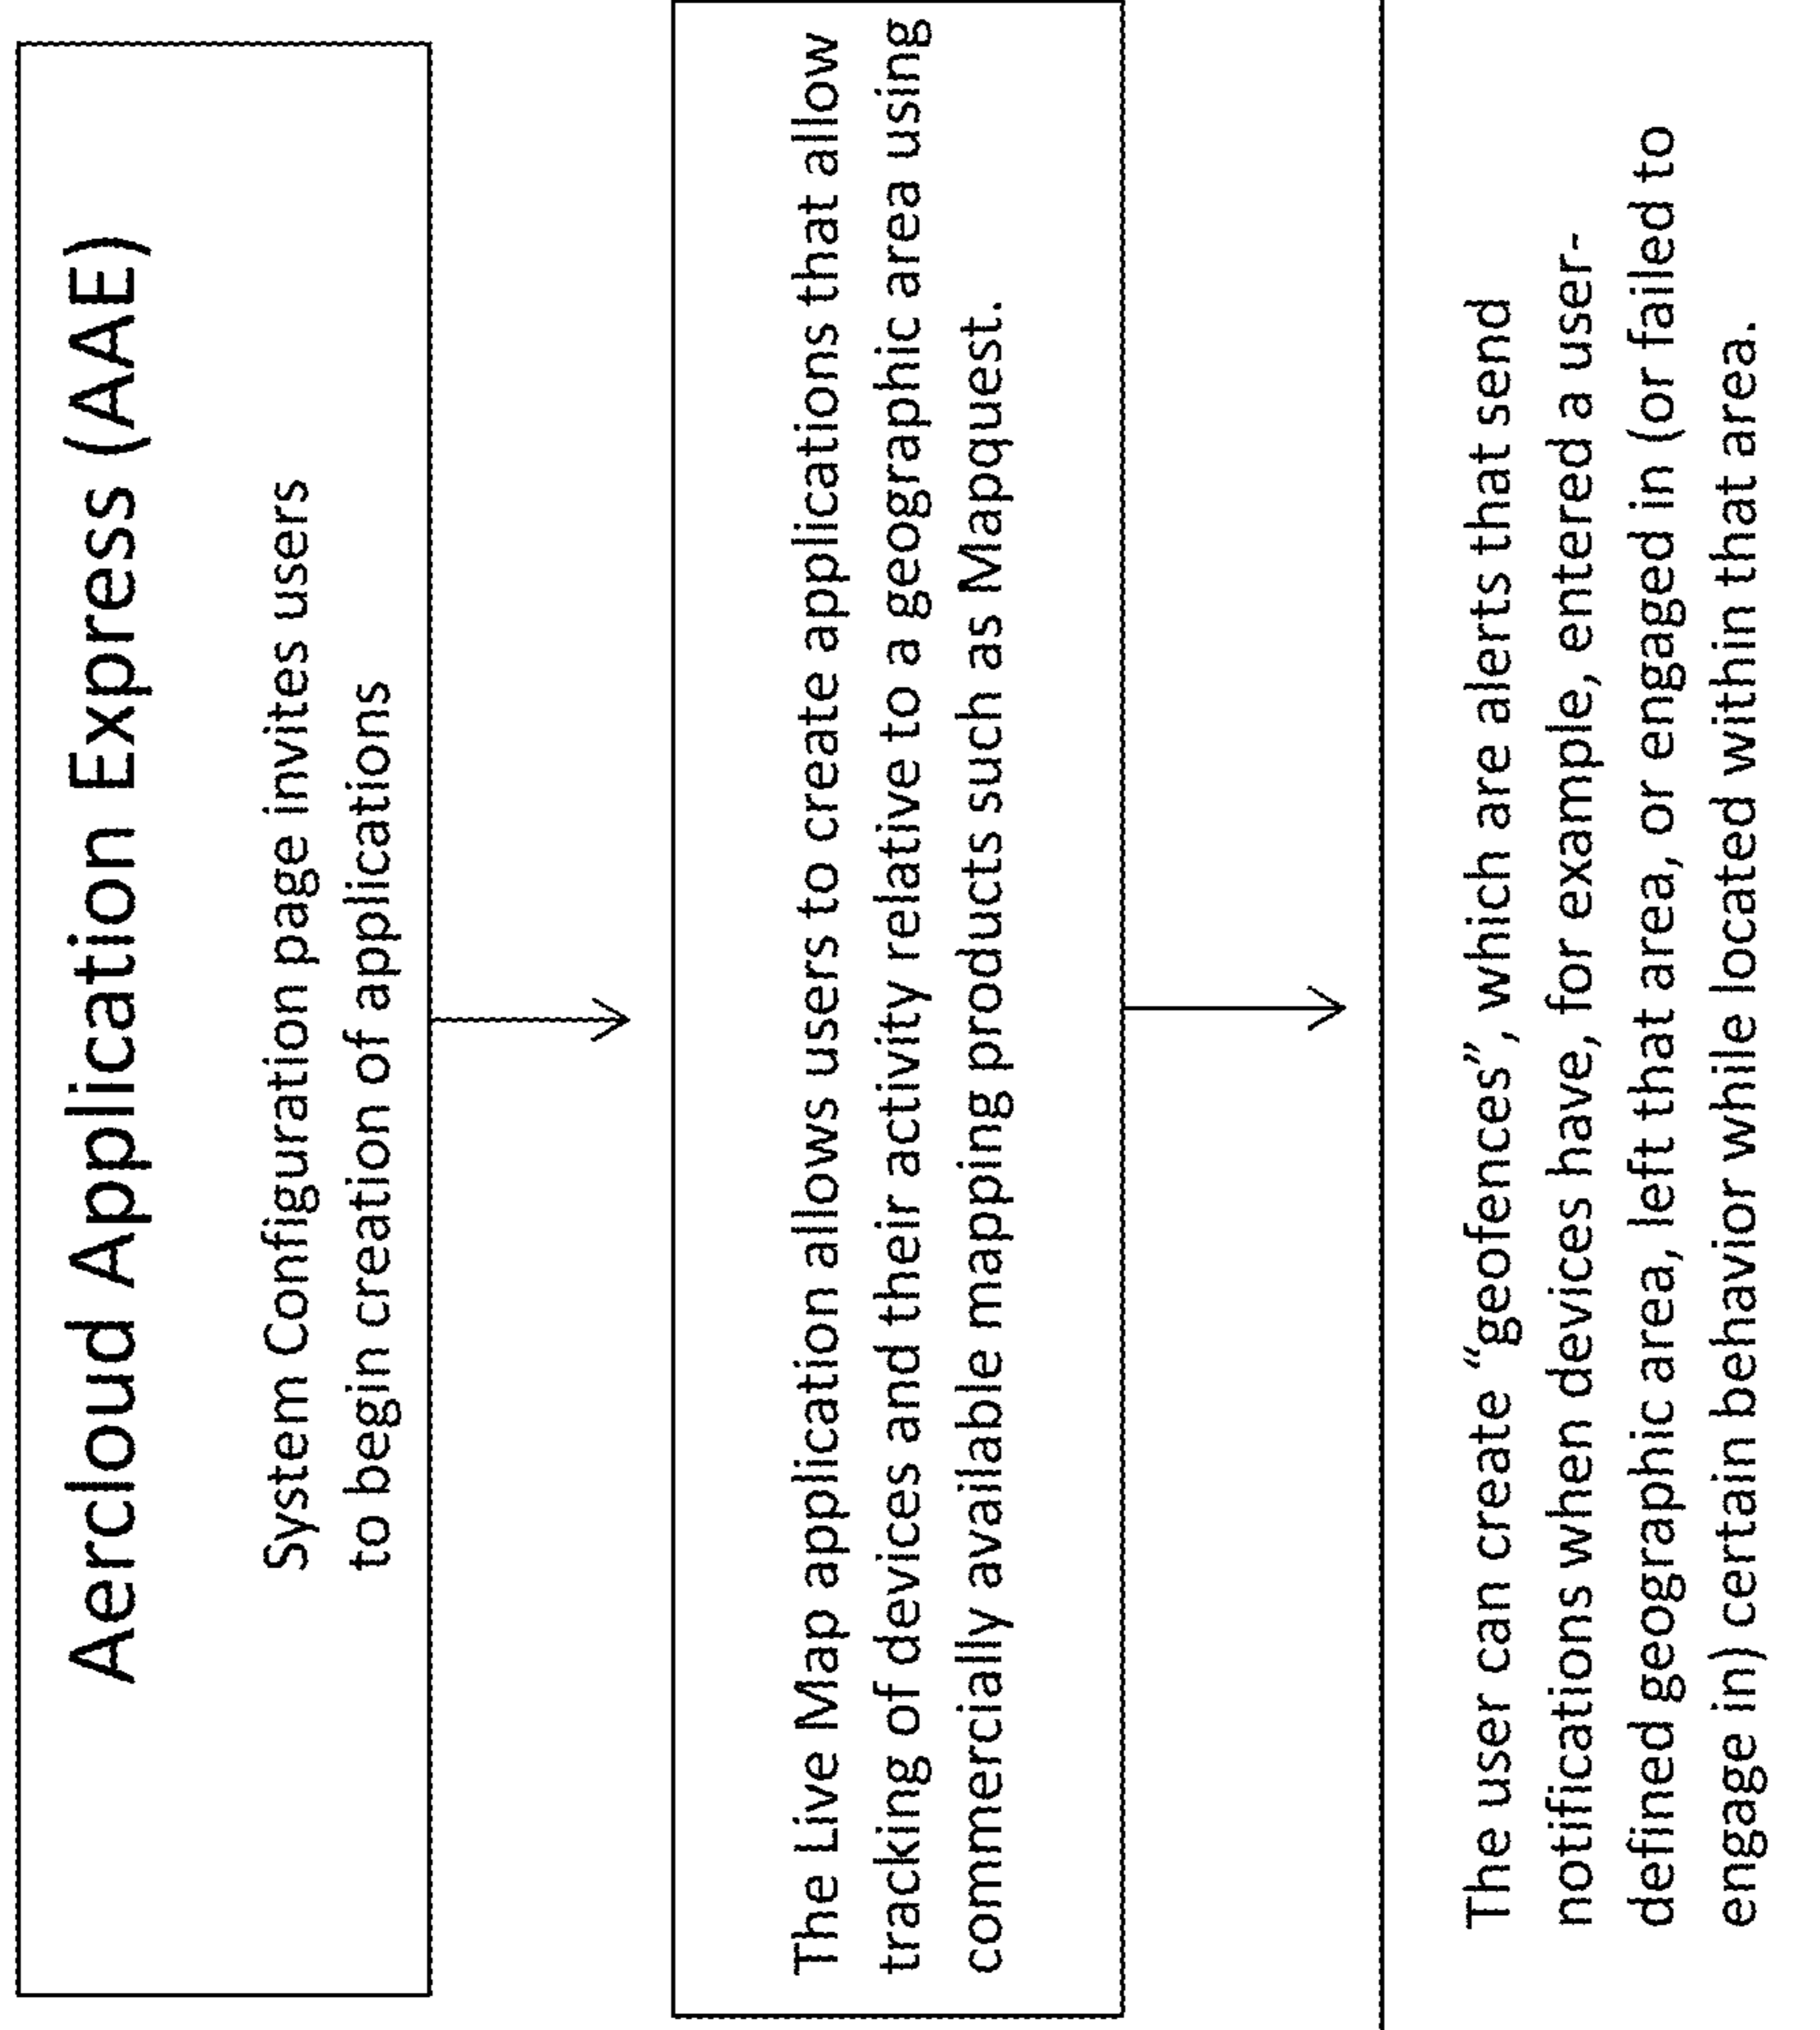 Aercloud Application Express (AAE)
System Configuration page invites users
to begin creation of applications
The Live Map application allows users to create applications that allow
tracking of devices and their activity relative to a geographic area using
commercially available mapping products such as Mapquest.
The user can create “geofences”, which are alerts that send
notifications when devices have, for example, entered a user-
defined geographic area, left that area, or engaged in (or failed to
engage in) certain behavior while located within that area.